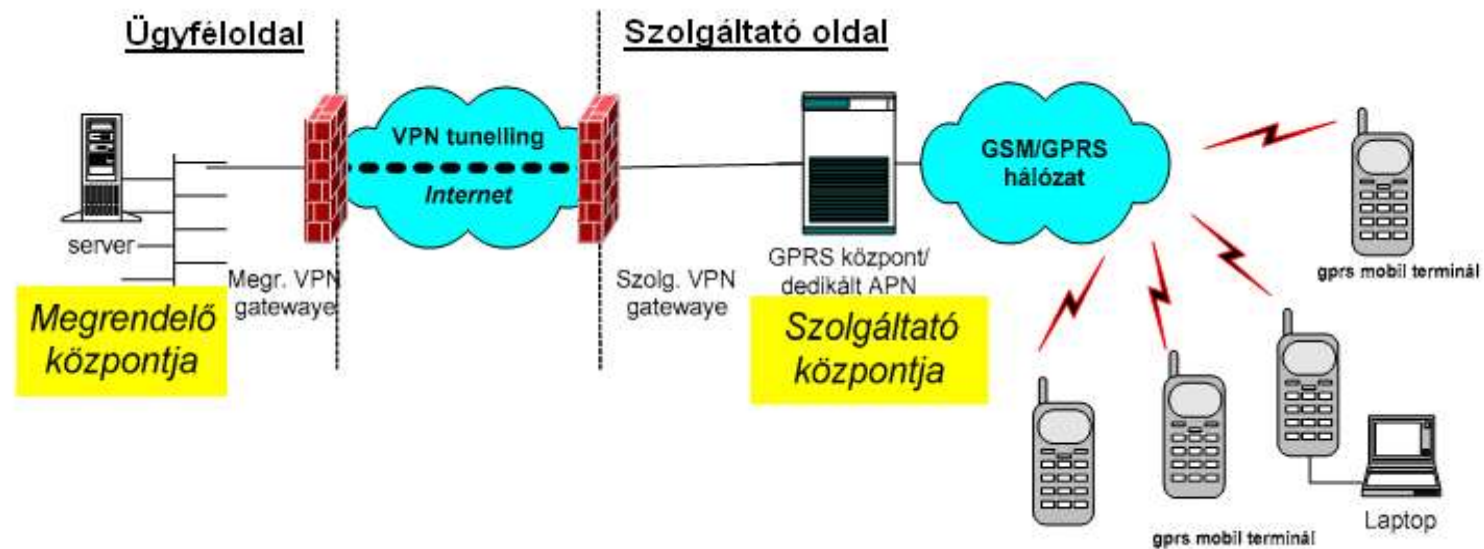 Ügyféloldal
Szolgáltató oldal
VPN tunelling
Internet
GSM/GPRS
hálózat
server
Megr. VPN
gatewaye
Szolg. VPN
gatewaye
GPRS központ/
dedikált APN
Megrendelő
központja
Szolgáltató
központja
gprs mobil terminál
gprs mobil terminál
Laptop